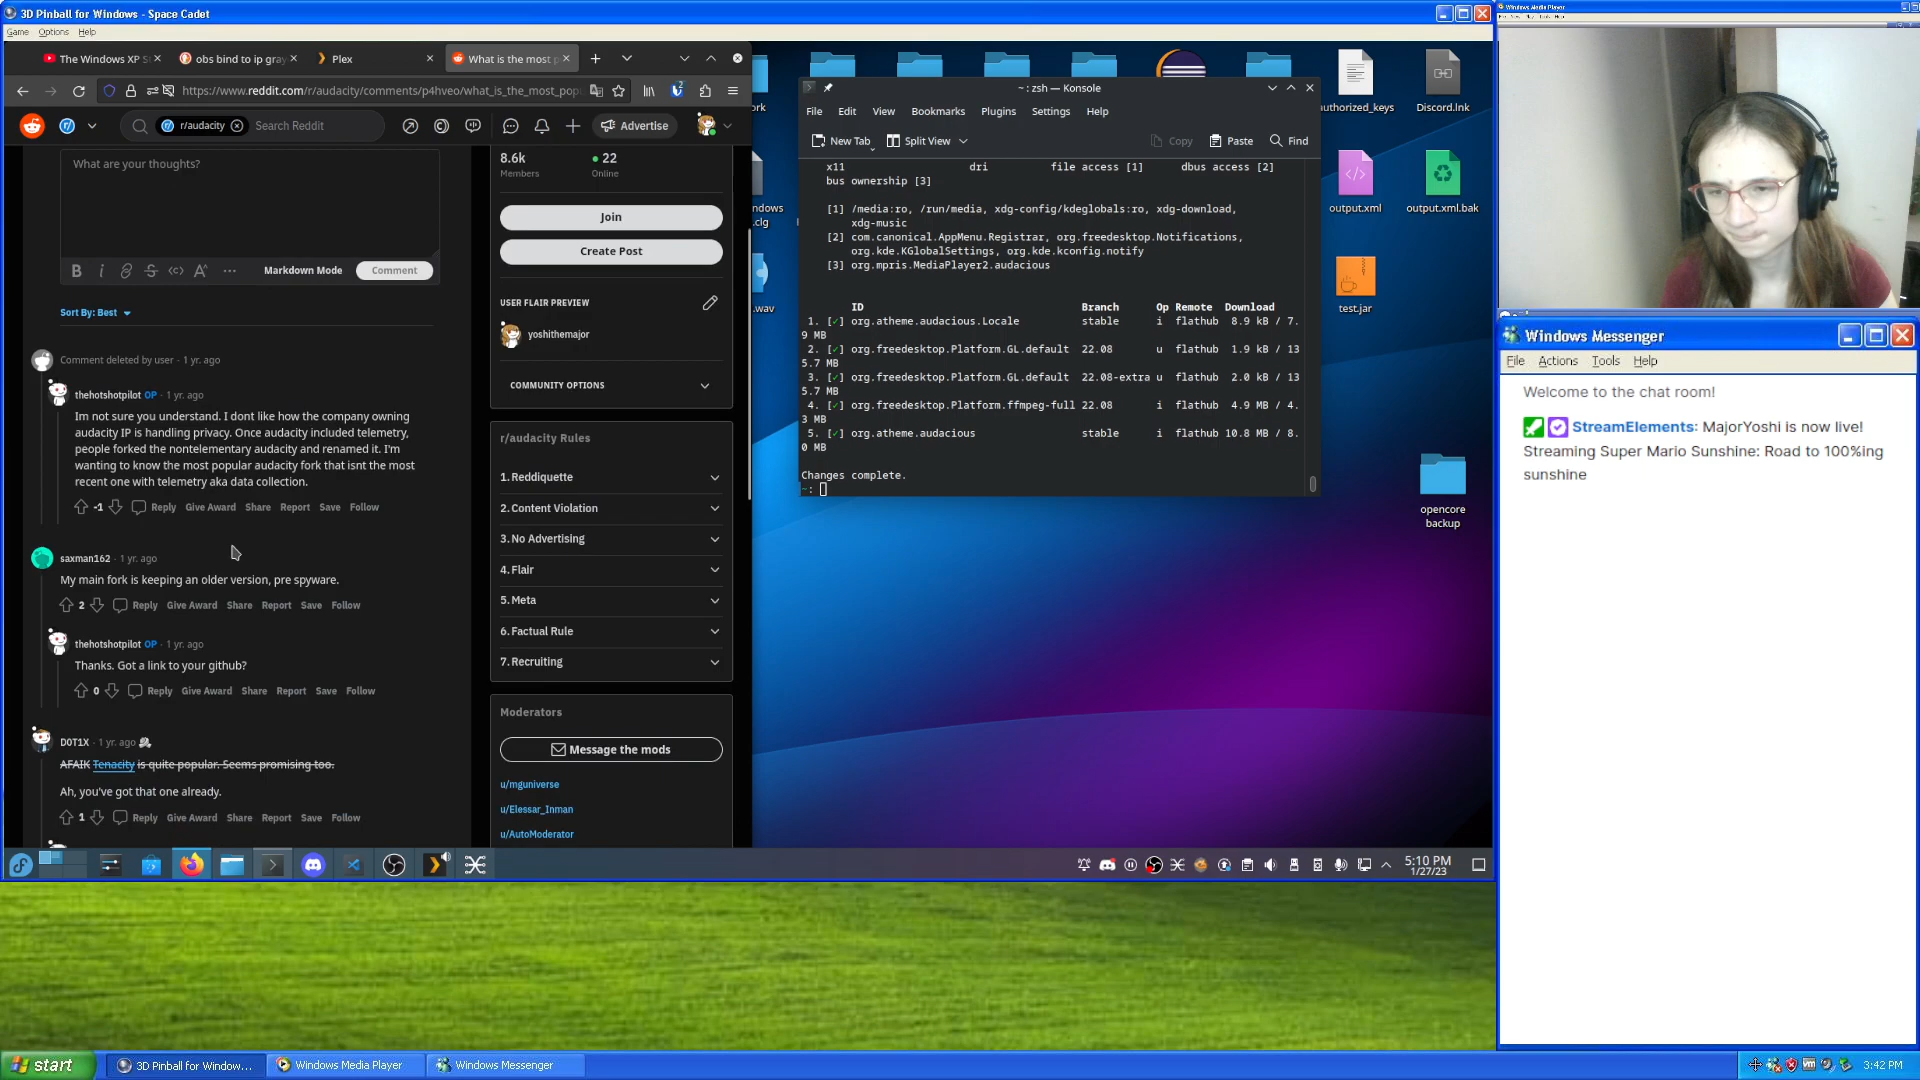 3D Pinball for Windows - Space Cadet
Game Options Help
The Windows XP S
obs bind to ip gray
Plex
What is the most p
https://www.reddit.com/r/audacity/comments/p4hveo/what_is_the_most_pop
r/audacity
Search Reddit
Advertise
What are your thoughts?
Markdown Mode
Comment
Sort By: Best
Comment deleted by user · 1 yr. ago
thehotshotpilot OP · 1 yr. ago
Im not sure you understand. I dont like how the company owning
audacity IP is handling privacy. Once audacity included telemetry,
people forked the nontelementary audacity and renamed it. I'm
wanting to know the most popular audacity fork that isnt the most
recent one with telemetry aka data collection.
-1 Reply Give Award Share Report Save Follow
saxman162 · 1 yr. ago
My main fork is keeping an older version, pre spyware.
2 Reply Give Award Share Report Save Follow
thehotshotpilot OP · 1 yr. ago
Thanks. Got a link to your github?
0 Reply Give Award Share Report Save Follow
D0T1X · 1 yr. ago
AFAIK Tenacity is quite popular. Seems promising too.
Ah, you've got that one already.
1 Reply Give Award Share Report Save Follow
8.6k
Members
22
Online
Join
Create Post
USER FLAIR PREVIEW
yoshithemajor
COMMUNITY OPTIONS
r/audacity Rules
1. Reddiquette
2. Content Violation
3. No Advertising
4. Flair
5. Meta
6. Factual Rule
7. Recruiting
Moderators
Message the mods
u/mguniverse
u/Elessar_Inman
u/AutoModerator
ork
ndows
.clg
.wav
~ : zsh — Konsole
File Edit View Bookmarks Plugins Settings Help
New Tab Split View Copy Paste Find
x11 dri file access [1] dbus access [2]
bus ownership [3]
[1] /media:ro, /run/media, xdg-config/kdeglobals:ro, xdg-download,
xdg-music
[2] com.canonical.AppMenu.Registrar, org.freedesktop.Notifications,
org.kde.KGlobalSettings, org.kde.kconfig.notify
[3] org.mpris.MediaPlayer2.audacious
ID Branch Op Remote Download
1. [✓] org.atheme.audacious.Locale stable i flathub 8.9 kB / 7.
9 MB
2. [✓] org.freedesktop.Platform.GL.default 22.08 u flathub 1.9 kB / 13
5.7 MB
3. [✓] org.freedesktop.Platform.GL.default 22.08-extra u flathub 2.0 kB / 13
5.7 MB
4. [✓] org.freedesktop.Platform.ffmpeg-full 22.08 i flathub 4.9 MB / 4.
3 MB
5. [✓] org.atheme.audacious stable i flathub 10.8 MB / 8.
0 MB
Changes complete.
~:
authorized_keys
Discord.lnk
output.xml
output.xml.bak
test.jar
opencore
backup
5:10 PM
1/27/23
Windows Media Player
Windows Messenger
File Actions Tools Help
Welcome to the chat room!
StreamElements: MajorYoshi is now live!
Streaming Super Mario Sunshine: Road to 100%ing
sunshine
start
3D Pinball for Window...
Windows Media Player
Windows Messenger
3:42 PM